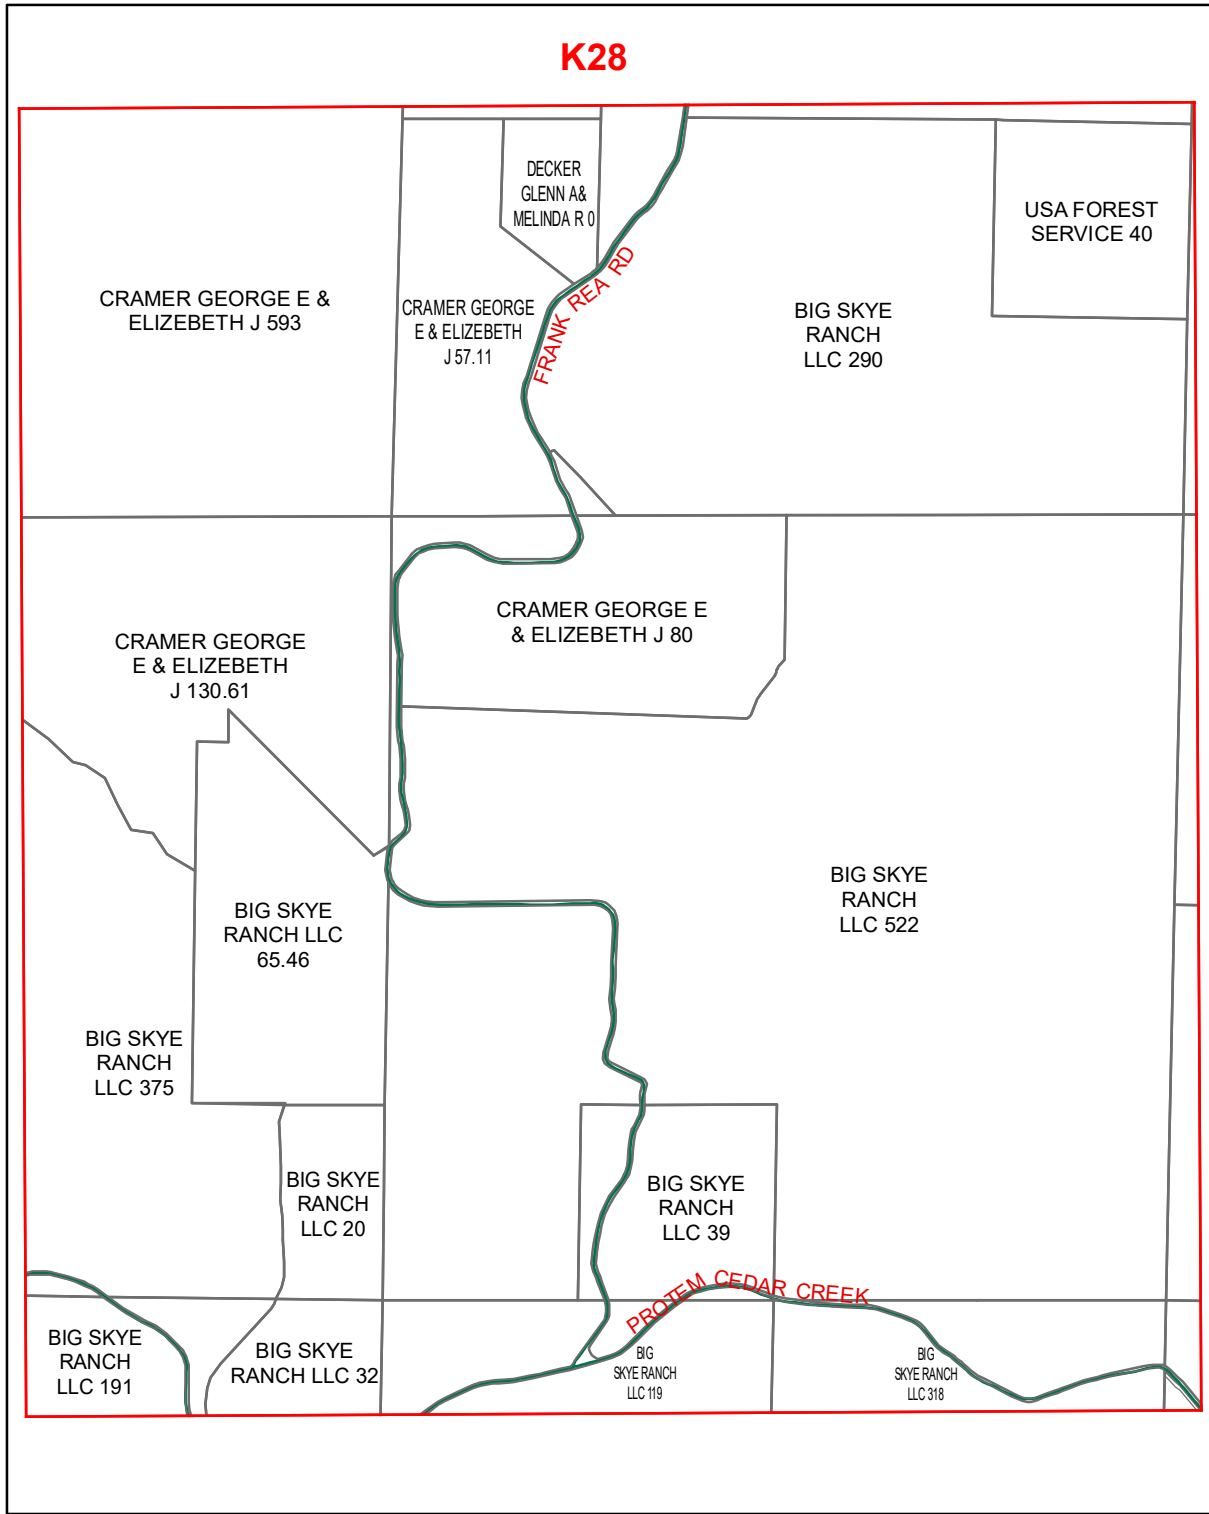 K28
DECKER
GLENN A&
MELINDA R 0
USA FOREST
SERVICE 40
CRAMER GEORGE E &
ELIZEBETH J 593
CRAMER GEORGE
E & ELIZEBETH
J 57.11
FRANK REA RD
BIG SKYE
RANCH
LLC 290
CRAMER GEORGE E
& ELIZEBETH J 80
CRAMER GEORGE
E & ELIZEBETH
J 130.61
BIG SKYE
RANCH
LLC 522
BIG SKYE
RANCH LLC
65.46
BIG SKYE
RANCH
LLC 375
BIG SKYE
RANCH
LLC 20
BIG SKYE
RANCH
LLC 39
PROTEM CEDAR CREEK
BIG SKYE
RANCH
LLC 191
BIG SKYE
RANCH LLC 32
BIG
SKYE RANCH
LLC 119
BIG
SKYE RANCH
LLC 318